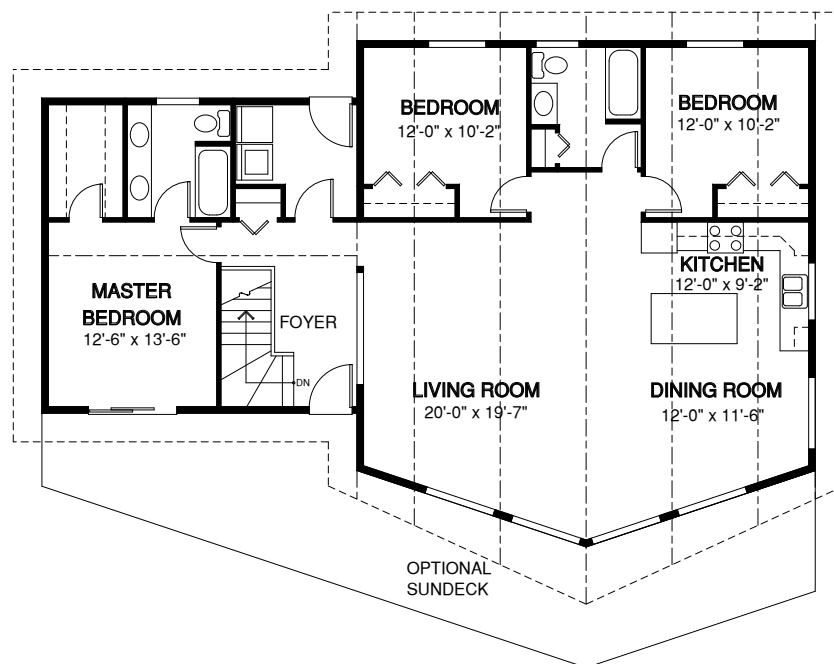 BEDROOM
12'-0" x 10'-2"
BEDROOM
12'-0" x 10'-2"
MASTER
BEDROOM
12'-6" x 13'-6"
FOYER
DN
KITCHEN
12'-0" x 9'-2"
LIVING ROOM
20'-0" x 19'-7"
DINING ROOM
12'-0" x 11'-6"
OPTIONAL
SUNDECK